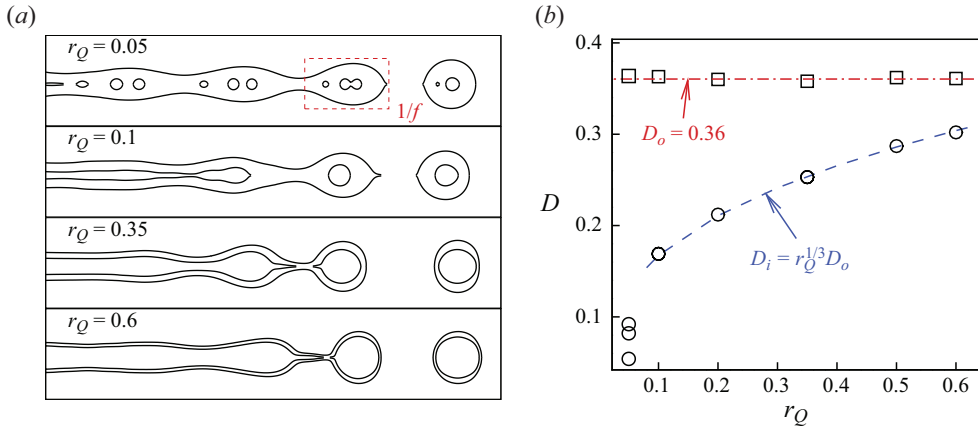 (a)
r_Q = 0.05
1/f
r_Q = 0.1
r_Q = 0.35
r_Q = 0.6
(b)
0.4
0.3
0.2
0.1
D
D_o = 0.36
D_i = r_Q^{1/3}D_o
0.1 0.2 0.3 0.4 0.5 0.6
r_Q